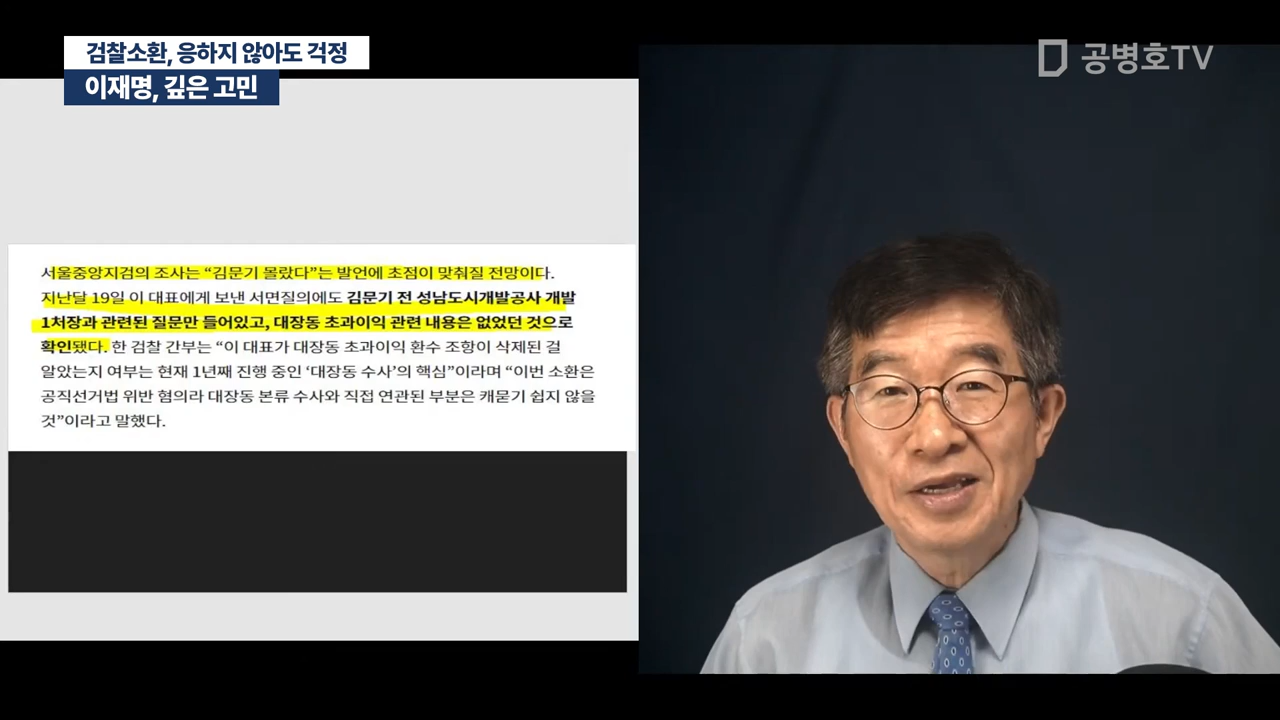 검찰소환, 응하지 않아도 걱정
이재명, 깊은 고민
공병호TV
서울중앙지검의 조사는 “김문기 몰랐다”는 발언에 초점이 맞춰질 전망이다.
지난달 19일 이 대표에게 보낸 서면질의에도 김문기 전 성남도시개발공사 개발
1처장과 관련된 질문만 들어있고, 대장동 초과이익 관련 내용은 없었던 것으로
확인됐다. 한 검찰 간부는 “이 대표가 대장동 초과이익 환수 조항이 삭제된 걸
알았는지 여부는 현재 1년째 진행 중인 ‘대장동 수사’의 핵심”이라며 “이번 소환은
공직선거법 위반 혐의라 대장동 본류 수사와 직접 연관된 부분은 캐묻기 쉽지 않을
것”이라고 말했다.